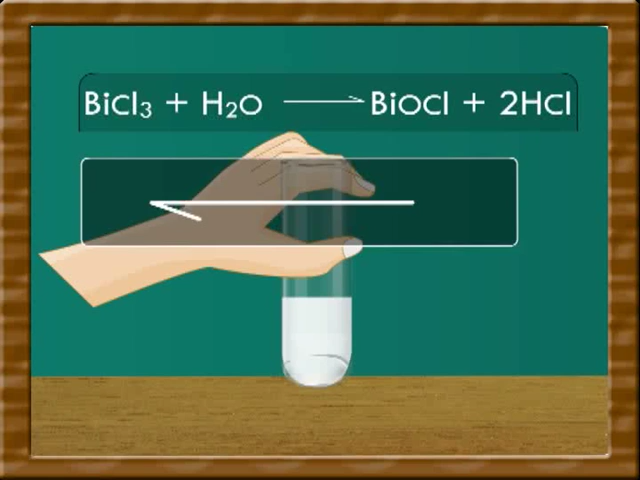 BiCl₃ + H₂O ⟶ BiOCl + 2HCl